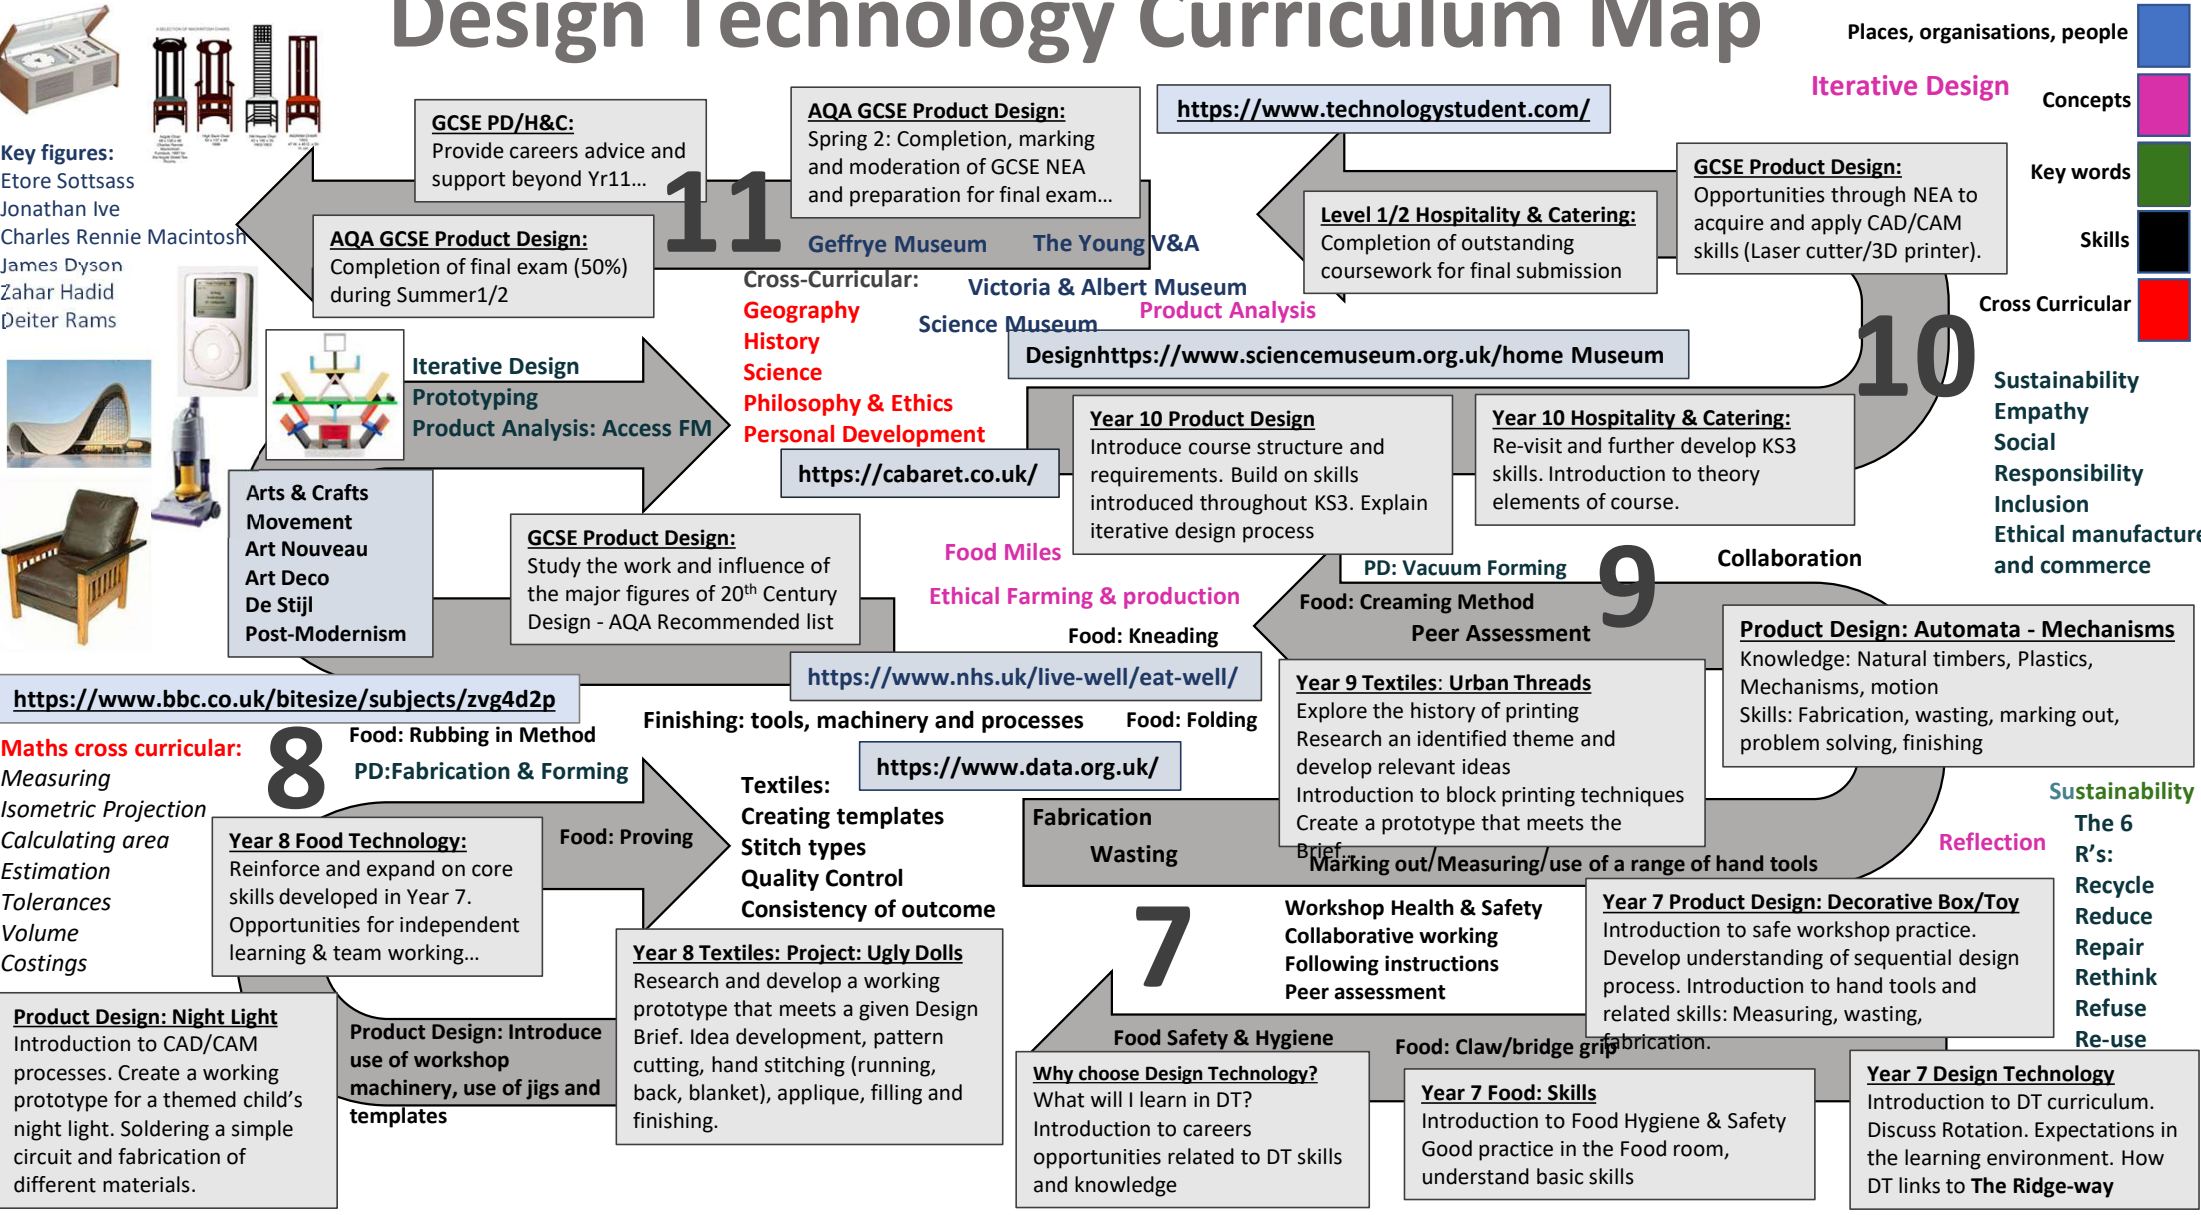 Design Technology Curriculum Map
Places, organisations, people
Iterative Design
Concepts
Key words
Skills
Cross Curricular
A SELECTION OF MACKINTOSH CHAIRS
Key figures:
Etore Sottsass
Jonathan Ive
Charles Rennie Macintosh
James Dyson
Zahar Hadid
Deiter Rams
GCSE PD/H&C:
Provide careers advice and
support beyond Yr11...
11
AQA GCSE Product Design:
Spring 2: Completion, marking
and moderation of GCSE NEA
and preparation for final exam...
https://www.technologystudent.com/
GCSE Product Design:
Opportunities through NEA to
acquire and apply CAD/CAM
skills (Laser cutter/3D printer).
Level 1/2 Hospitality & Catering:
Completion of outstanding
coursework for final submission
AQA GCSE Product Design:
Completion of final exam (50%)
during Summer1/2
Geffrye Museum
The Young V&A
Victoria & Albert Museum
Science Museum
Product Analysis
Cross-Curricular:
Geography
History
Science
Philosophy & Ethics
Personal Development
Designhttps://www.sciencemuseum.org.uk/home Museum
10
Iterative Design
Prototyping
Product Analysis: Access FM
https://cabaret.co.uk/
Year 10 Product Design
Introduce course structure and
requirements. Build on skills
introduced throughout KS3. Explain
iterative design process
Year 10 Hospitality & Catering:
Re-visit and further develop KS3
skills. Introduction to theory
elements of course.
Sustainability
Empathy
Social
Responsibility
Inclusion
Ethical manufacture
and commerce
Arts & Crafts
Movement
Art Nouveau
Art Deco
De Stijl
Post-Modernism
GCSE Product Design:
Study the work and influence of
the major figures of 20th Century
Design - AQA Recommended list
Food Miles
Ethical Farming & production
Food: Kneading
https://www.nhs.uk/live-well/eat-well/
PD: Vacuum Forming
Food: Creaming Method
Peer Assessment
9
Collaboration
Product Design: Automata - Mechanisms
Knowledge: Natural timbers, Plastics,
Mechanisms, motion
Skills: Fabrication, wasting, marking out,
problem solving, finishing
Year 9 Textiles: Urban Threads
Explore the history of printing
Research an identified theme and
develop relevant ideas
Introduction to block printing techniques
Create a prototype that meets the
Brief...
https://www.bbc.co.uk/bitesize/subjects/zvg4d2p
Finishing: tools, machinery and processes
Food: Folding
https://www.data.org.uk/
Maths cross curricular:
Measuring
Isometric Projection
Calculating area
Estimation
Tolerances
Volume
Costings
8
Food: Rubbing in Method
PD:Fabrication & Forming
Food: Proving
Year 8 Food Technology:
Reinforce and expand on core
skills developed in Year 7.
Opportunities for independent
learning & team working...
Textiles:
Creating templates
Stitch types
Quality Control
Consistency of outcome
Fabrication
Wasting
Marking out/Measuring/use of a range of hand tools
Reflection
Sustainability
The 6
R's:
Recycle
Reduce
Repair
Rethink
Refuse
Re-use
7
Workshop Health & Safety
Collaborative working
Following instructions
Peer assessment
Year 7 Product Design: Decorative Box/Toy
Introduction to safe workshop practice.
Develop understanding of sequential design
process. Introduction to hand tools and
related skills: Measuring, wasting,
fabrication.
Product Design: Night Light
Introduction to CAD/CAM
processes. Create a working
prototype for a themed child's
night light. Soldering a simple
circuit and fabrication of
different materials.
Product Design: Introduce
use of workshop
machinery, use of jigs and
templates
Year 8 Textiles: Project: Ugly Dolls
Research and develop a working
prototype that meets a given Design
Brief. Idea development, pattern
cutting, hand stitching (running,
back, blanket), applique, filling and
finishing.
Food Safety & Hygiene
Food: Claw/bridge grip
Why choose Design Technology?
What will I learn in DT?
Introduction to careers
opportunities related to DT skills
and knowledge
Year 7 Food: Skills
Introduction to Food Hygiene & Safety
Good practice in the Food room,
understand basic skills
Year 7 Design Technology
Introduction to DT curriculum.
Discuss Rotation. Expectations in
the learning environment. How
DT links to The Ridge-way